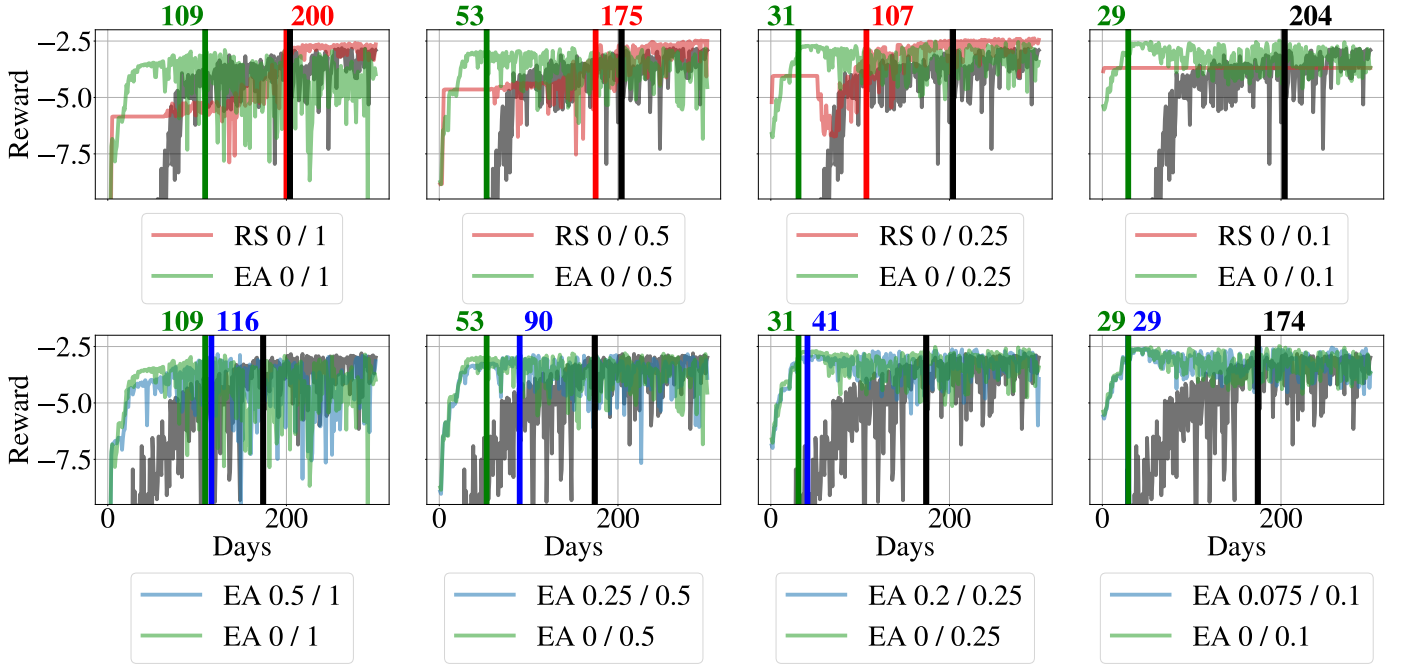 109 200 53 175 31 107 29 204
−2.5
−5.0
−7.5
Reward
RS 0 / 1
EA 0 / 1
RS 0 / 0.5
EA 0 / 0.5
RS 0 / 0.25
EA 0 / 0.25
RS 0 / 0.1
EA 0 / 0.1
109 116 53 90 31 41 29 29 174
−2.5
−5.0
−7.5
Reward
0 200 0 200 0 200 0 200
Days Days Days Days
EA 0.5 / 1
EA 0 / 1
EA 0.25 / 0.5
EA 0 / 0.5
EA 0.2 / 0.25
EA 0 / 0.25
EA 0.075 / 0.1
EA 0 / 0.1